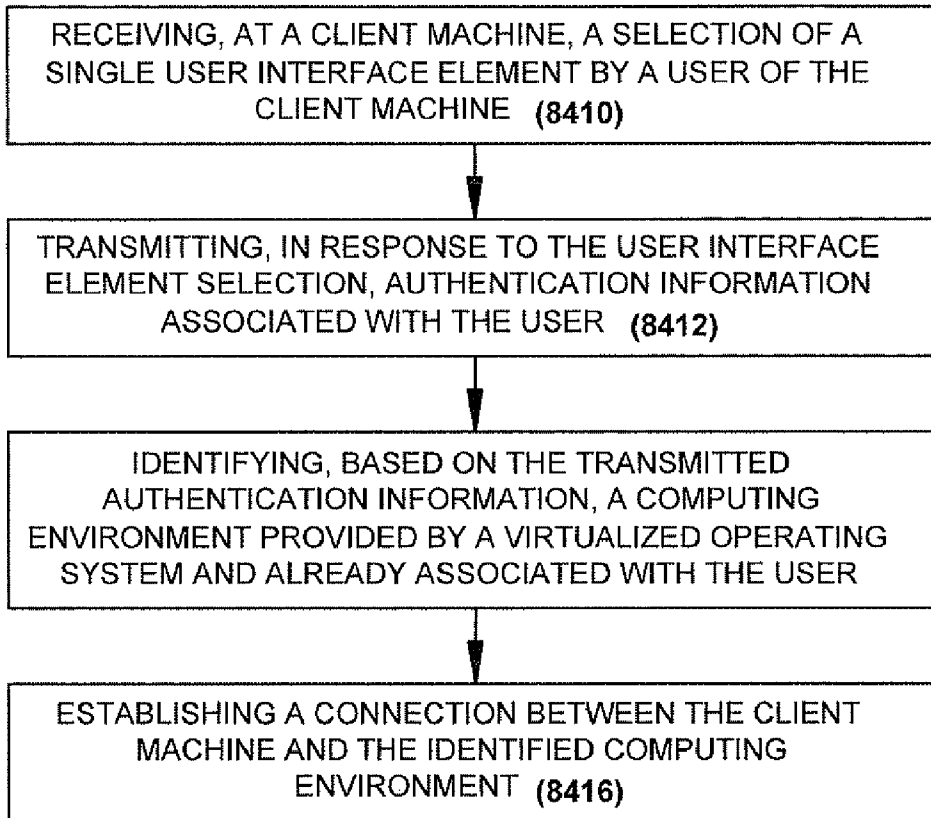 RECEIVING, AT A CLIENT MACHINE, A SELECTION OF A
SINGLE USER INTERFACE ELEMENT BY A USER OF THE
CLIENT MACHINE (8410)
TRANSMITTING, IN RESPONSE TO THE USER INTERFACE
ELEMENT SELECTION, AUTHENTICATION INFORMATION
ASSOCIATED WITH THE USER (8412)
IDENTIFYING, BASED ON THE TRANSMITTED
AUTHENTICATION INFORMATION, A COMPUTING
ENVIRONMENT PROVIDED BY A VIRTUALIZED OPERATING
SYSTEM AND ALREADY ASSOCIATED WITH THE USER
ESTABLISHING A CONNECTION BETWEEN THE CLIENT
MACHINE AND THE IDENTIFIED COMPUTING
ENVIRONMENT (8416)